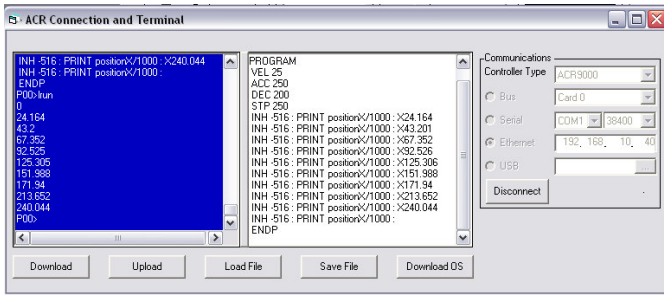 ACR Connection and Terminal
INH -516 : PRINT positionX/1000 : X240.044
INH -516 : PRINT positionX/1000 :
ENDP
P00>lrun
0
24.164
43.2
67.352
92.525
125.305
151.988
171.94
213.652
240.044
P00>
PROGRAM
VEL 25
ACC 250
DEC 200
STP 250
INH -516 : PRINT positionX/1000 : X24.164
INH -516 : PRINT positionX/1000 : X43.201
INH -516 : PRINT positionX/1000 : X67.352
INH -516 : PRINT positionX/1000 : X92.526
INH -516 : PRINT positionX/1000 : X125.306
INH -516 : PRINT positionX/1000 : X151.988
INH -516 : PRINT positionX/1000 : X171.94
INH -516 : PRINT positionX/1000 : X213.652
INH -516 : PRINT positionX/1000 : X240.044
INH -516 : PRINT positionX/1000 :
ENDP
Communications
Controller Type ACR9000
Bus Card 0
Serial COM1 38400
Ethernet 192. 168. 10. 40
USB ...
Disconnect
Download Upload Load File Save File Download OS